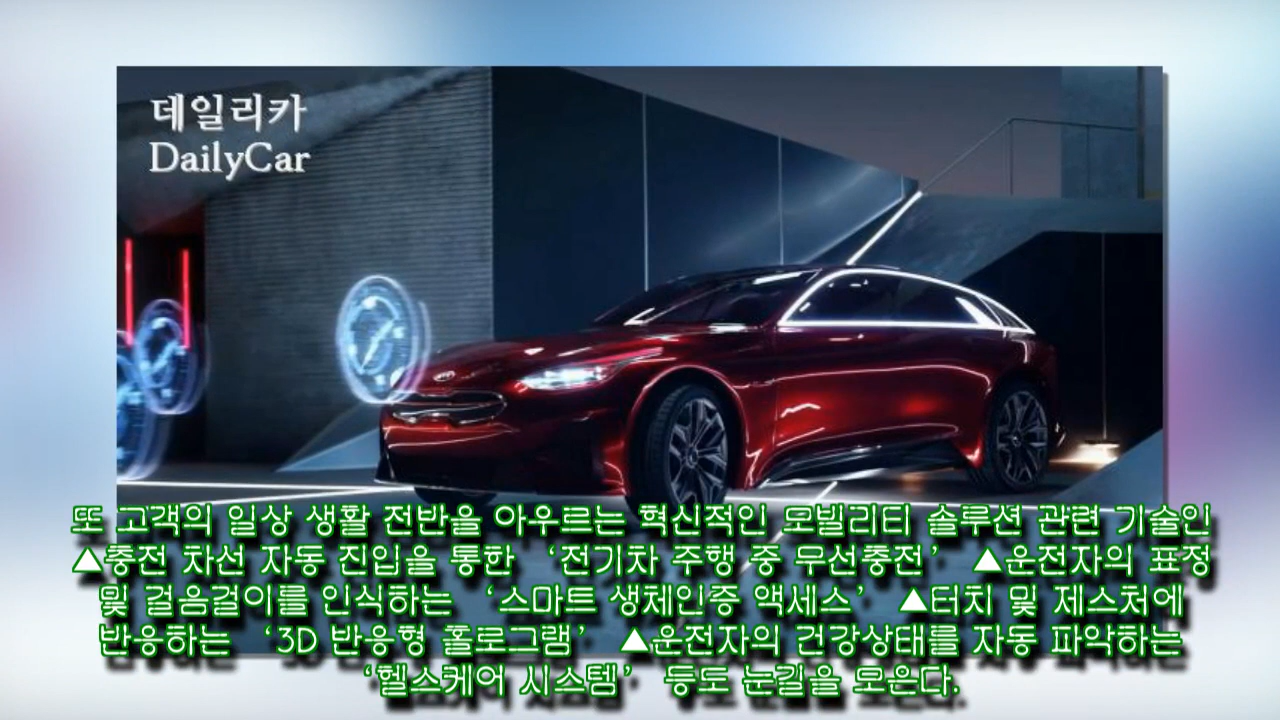 데일리카
DailyCar
또 고객의 일상 생활 전반을 아우르는 혁신적인 모빌리티 솔루션 관련 기술인
▲충전 차선 자동 진입을 통한 ‘전기차 주행 중 무선충전’ ▲운전자의 표정
및 걸음걸이를 인식하는 ‘스마트 생체인증 액세스’ ▲터치 및 제스처에
반응하는 ‘3D 반응형 홀로그램’ ▲운전자의 건강상태를 자동 파악하는
‘헬스케어 시스템’ 등도 눈길을 모은다.